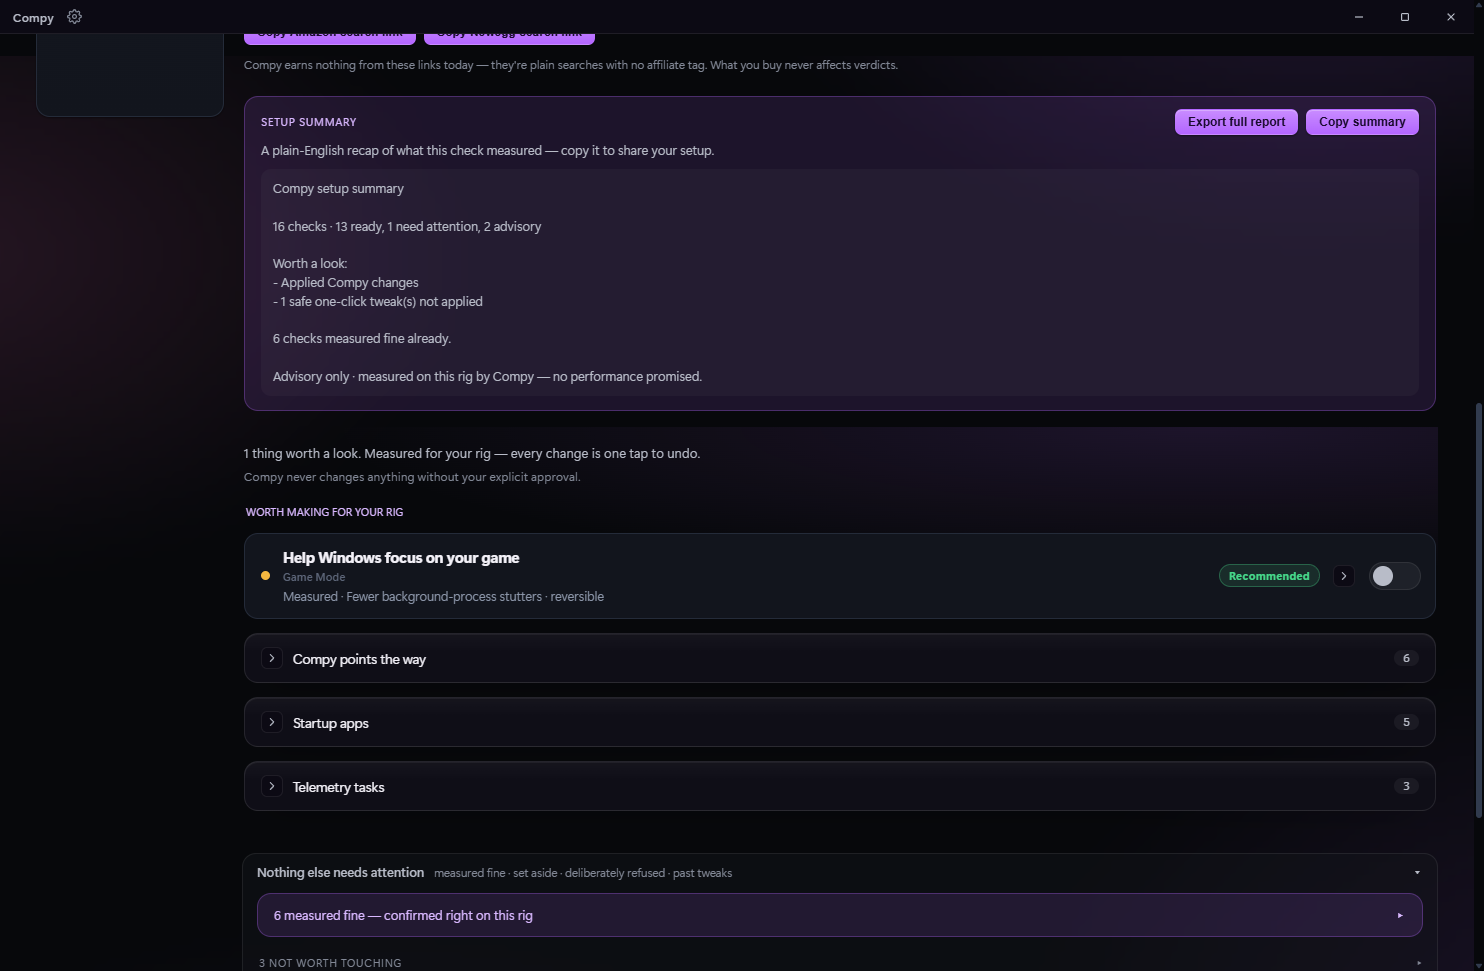 Compy
Copy Amazon search link Copy Newegg search link
Compy earns nothing from these links today — they're plain searches with no affiliate tag. What you buy never affects verdicts.
SETUP SUMMARY
Export full report
Copy summary
A plain-English recap of what this check measured — copy it to share your setup.
Compy setup summary
16 checks · 13 ready, 1 need attention, 2 advisory
Worth a look:
- Applied Compy changes
- 1 safe one-click tweak(s) not applied
6 checks measured fine already.
Advisory only · measured on this rig by Compy — no performance promised.
1 thing worth a look. Measured for your rig — every change is one tap to undo.
Compy never changes anything without your explicit approval.
WORTH MAKING FOR YOUR RIG
Help Windows focus on your game
Game Mode
Measured · Fewer background-process stutters · reversible
Recommended
Compy points the way 6
Startup apps 5
Telemetry tasks 3
Nothing else needs attention measured fine · set aside · deliberately refused · past tweaks
6 measured fine — confirmed right on this rig
3 NOT WORTH TOUCHING